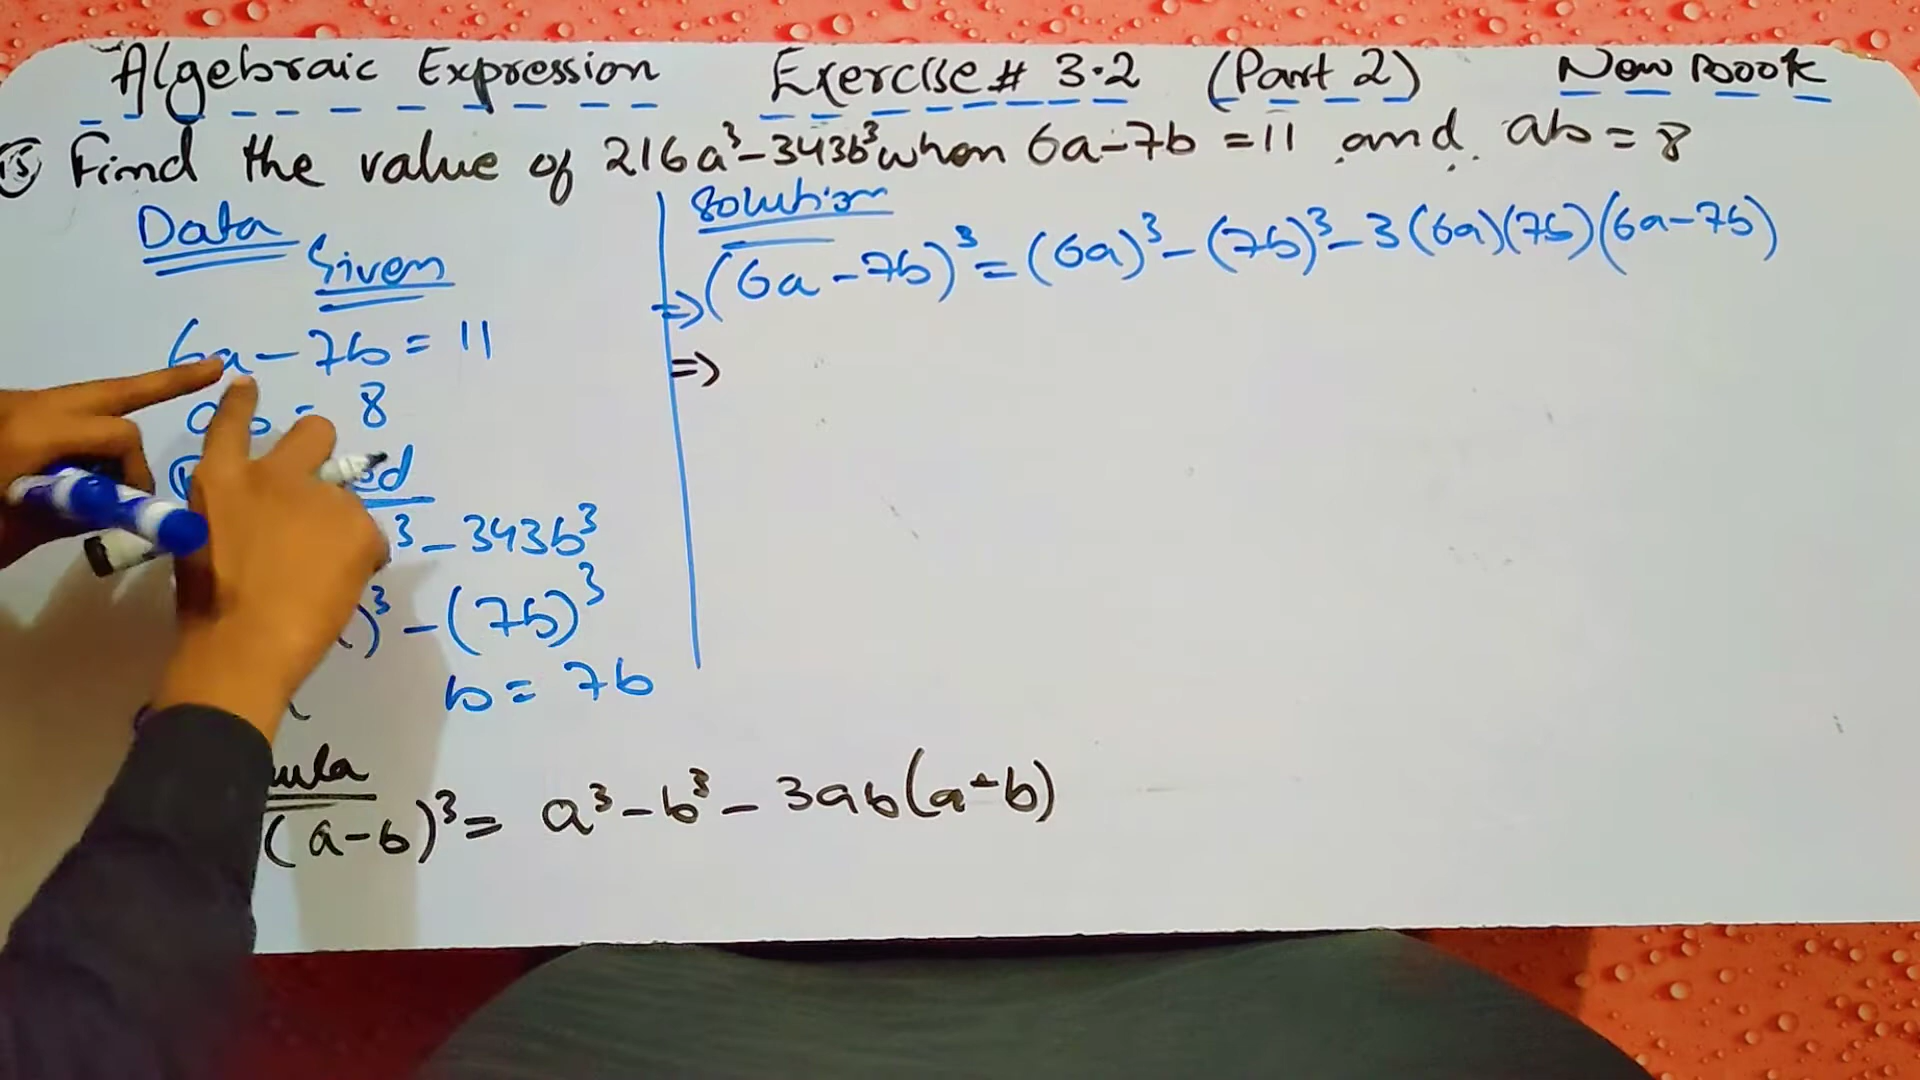 Algebraic Expression Exercise # 3.2 (Part 2) New Book
Find the value of 216a³-343b³ when 6a-7b = 11 and ab = 8
Data
Given
6a - 7b = 11
ab = 8
³ - 343b³
)³ - (7b)³
b = 7b
ula
(a-b)³ = a³ - b³ - 3ab(a-b)
Solution
=> (6a - 7b)³ = (6a)³ - (7b)³ - 3(6a)(7b)(6a-7b)
=>